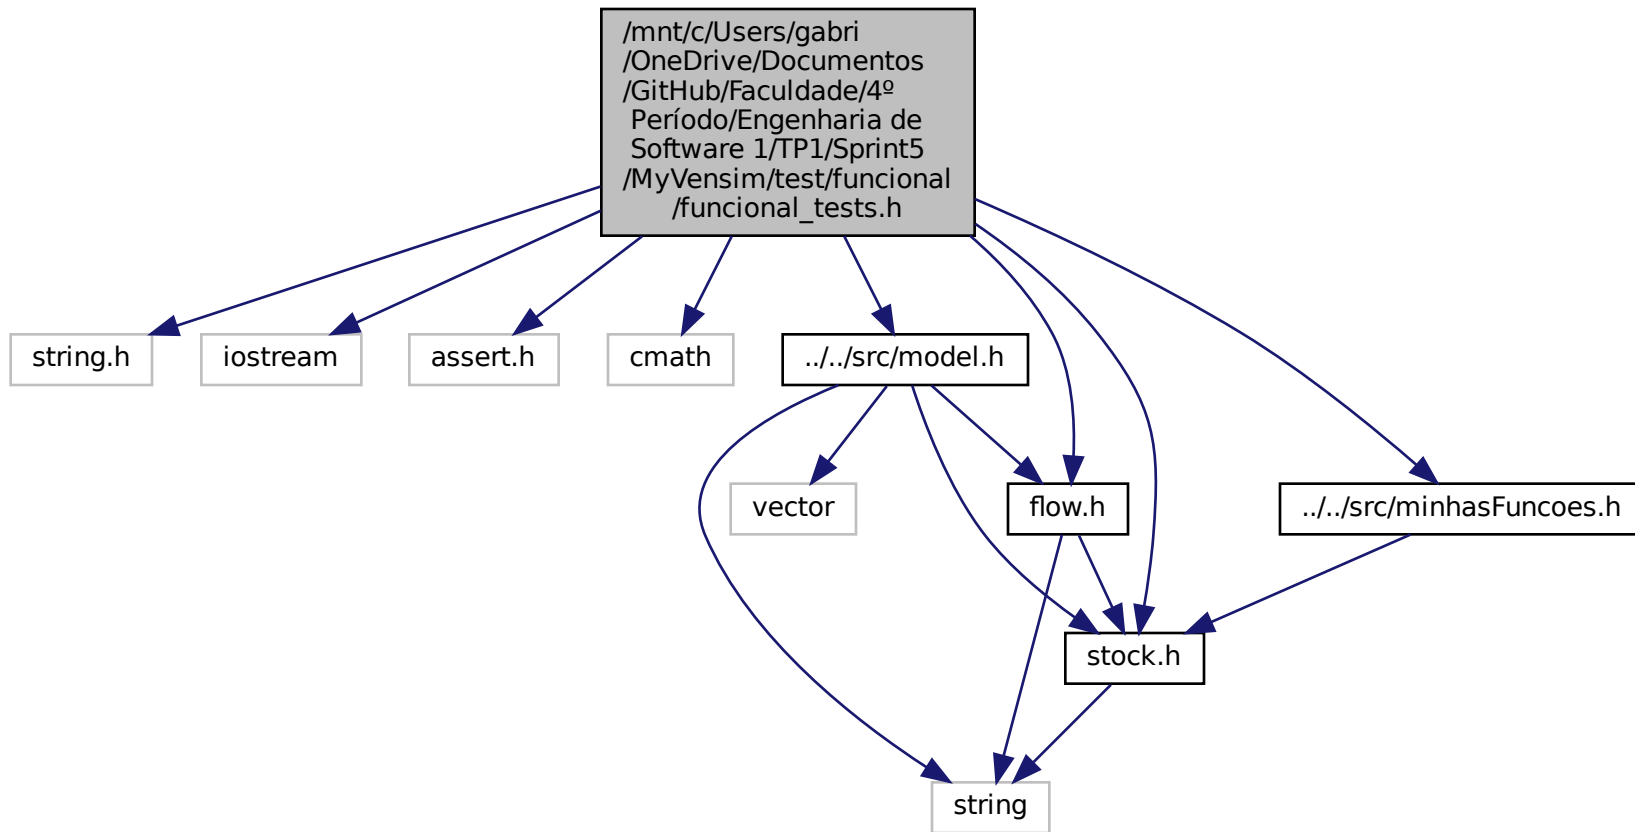 /mnt/c/Users/gabri
/OneDrive/Documentos
/GitHub/Faculdade/4º
Período/Engenharia de
Software 1/TP1/Sprint5
/MyVensim/test/funcional
/funcional_tests.h
string.h
iostream
assert.h
cmath
../../src/model.h
vector
flow.h
../../src/minhasFuncoes.h
stock.h
string